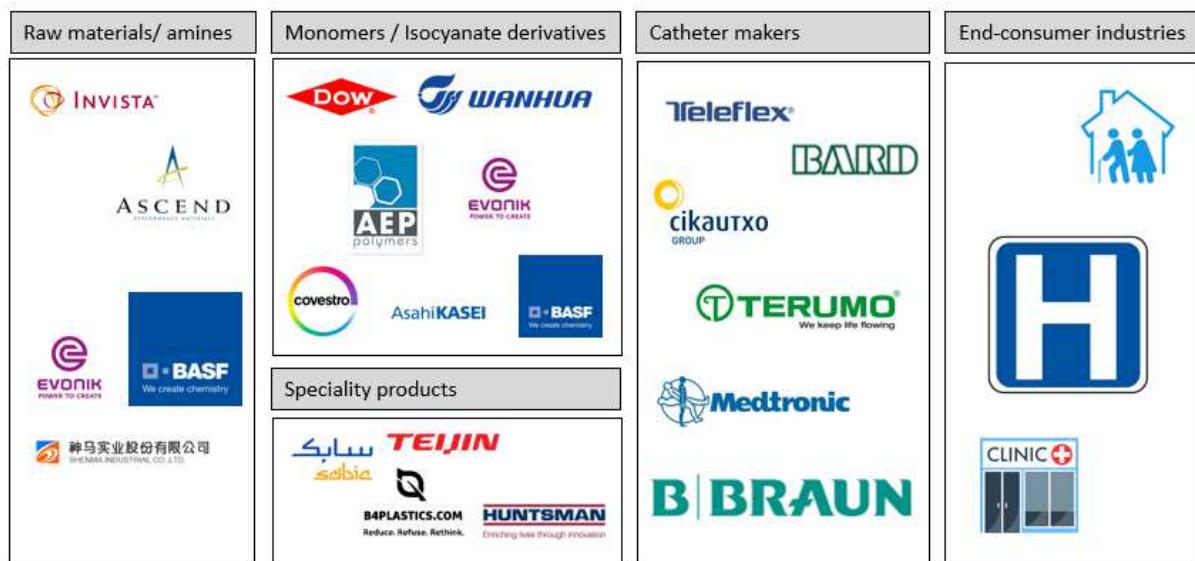 Raw materials/ amines
INVISTA™
ASCEND
PERFORMANCE MATERIALS
EVONIK
POWER TO CREATE
BASF
We create chemistry
神马实业股份有限公司
SHENMA INDUSTRIAL CO.,LTD.
Monomers / Isocyanate derivatives
DOW®
WANHUA
AEP
polymers
EVONIK
POWER TO CREATE
covestro
AsahiKASEI
BASF
We create chemistry
Speciality products
سابك
sabic
TEIJIN
B4PLASTICS.COM
Reduce. Refuse. Rethink.
HUNTSMAN
Enriching lives through innovation
Catheter makers
Teleflex®
BARD
cikautxo
GROUP
TERUMO®
We keep life flowing
Medtronic
B|BRAUN
End-consumer industries
H
CLINIC